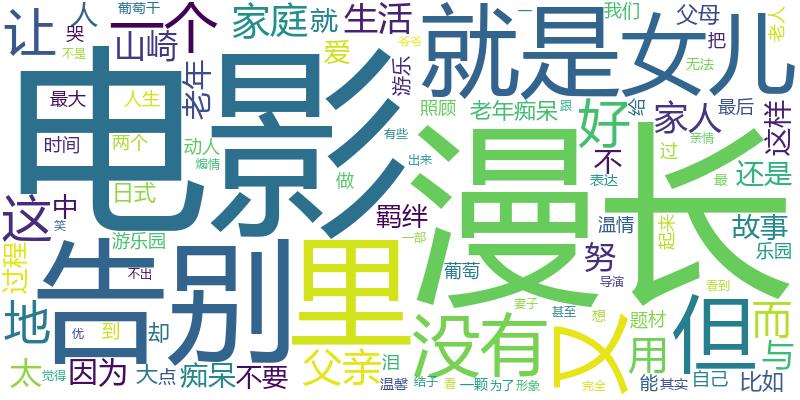 让 人 葡萄干 一个 家庭 就 生活 一 我们 父母 老人
哭 山崎 爷爷 就是 女儿 把
不是 老年 爱 游乐 无法
电影 最大 人生 照顾 老年痴呆 跟 好 给 家人 最后 这样
时间 两个 动人 有些 漫长 亲情
煽情 出来 不 过 还是
日式 做 表达 最
这 中 羁绊 温情 故事
笑 游乐园 一部 努 起来 乐园
过程 告别 里 葡萄 导演 看到
不出
地 优 到 却 妻子 甚至 想 题材 但 而
没有 又 用 与
太 觉得 因为 大 点 痴呆 不要 父亲 泪 温馨 结子 看 一颗 为了 形象 完全 能 其实 自己 比如